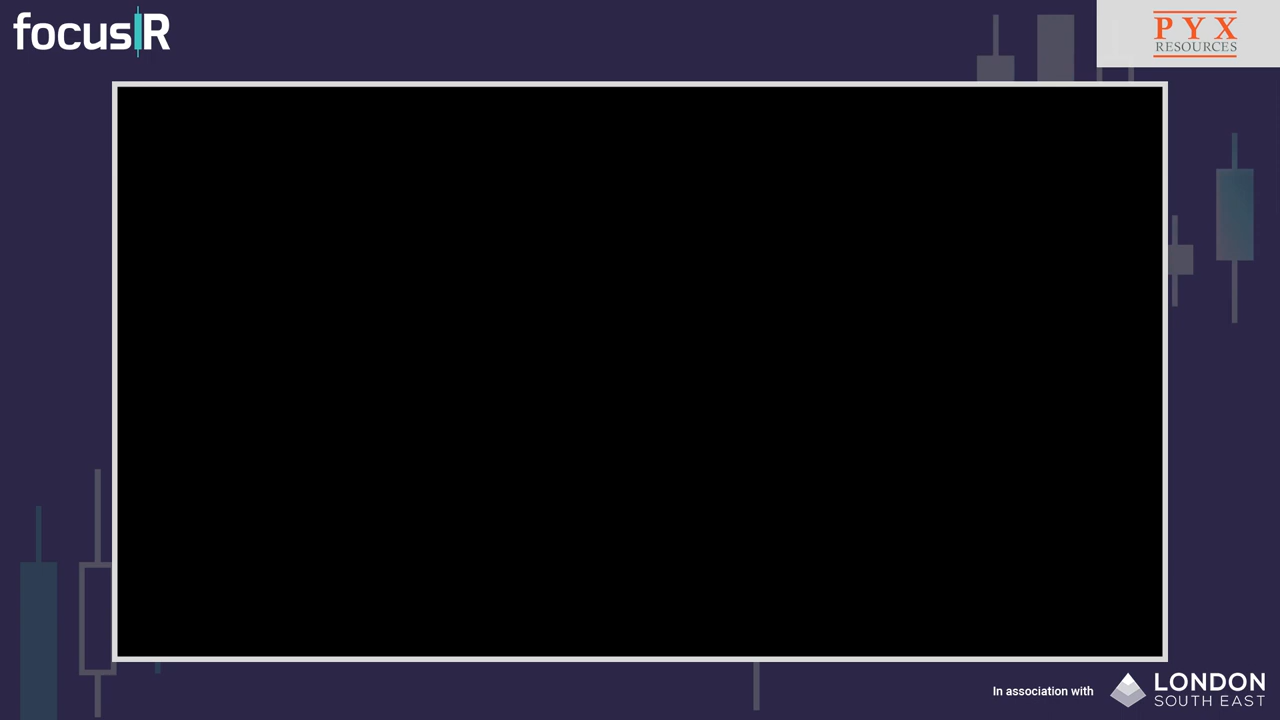 focusIR
PYX
RESOURCES
In association with
LONDON
SOUTH EAST